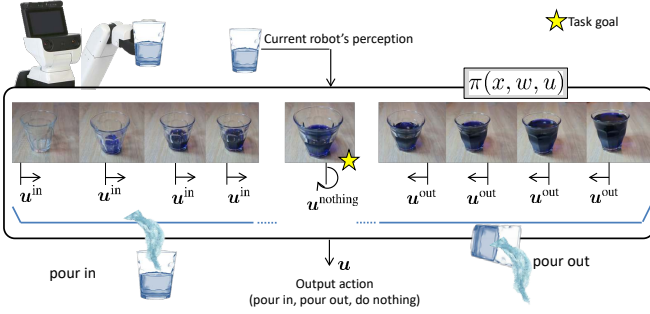 Task goal
Current robot's perception
π(x, w, u)
u^in
u^in
u^in
u^in
u^nothing
u^out
u^out
u^out
u^out
pour in
u
pour out
Output action
(pour in, pour out, do nothing)